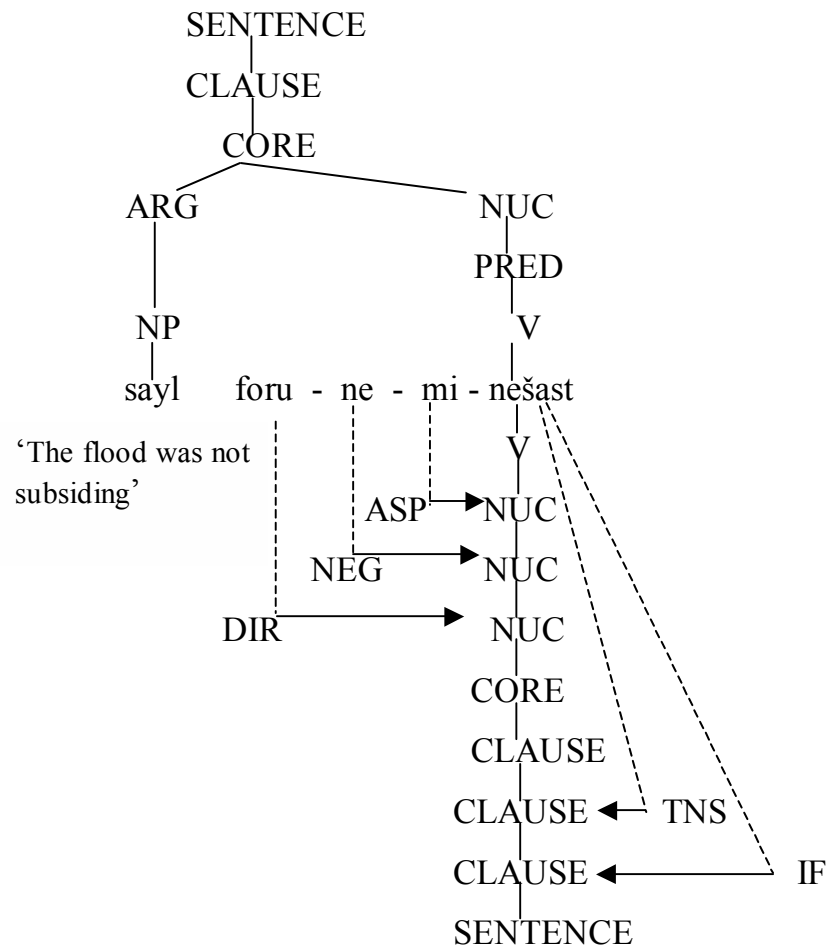 SENTENCE
CLAUSE
CORE
ARG NUC
PRED
NP V
sayl foru - ne - mi - nešast
‘The flood was not
subsiding’
V
ASP NUC
NEG NUC
DIR NUC
CORE
CLAUSE
CLAUSE TNS
CLAUSE IF
SENTENCE